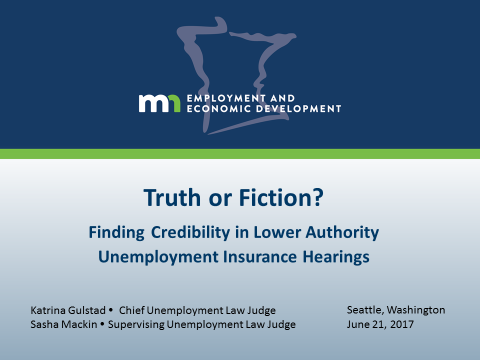 mn EMPLOYMENT AND
ECONOMIC DEVELOPMENT
Truth or Fiction?
Finding Credibility in Lower Authority
Unemployment Insurance Hearings
Katrina Gulstad • Chief Unemployment Law Judge
Sasha Mackin • Supervising Unemployment Law Judge
Seattle, Washington
June 21, 2017